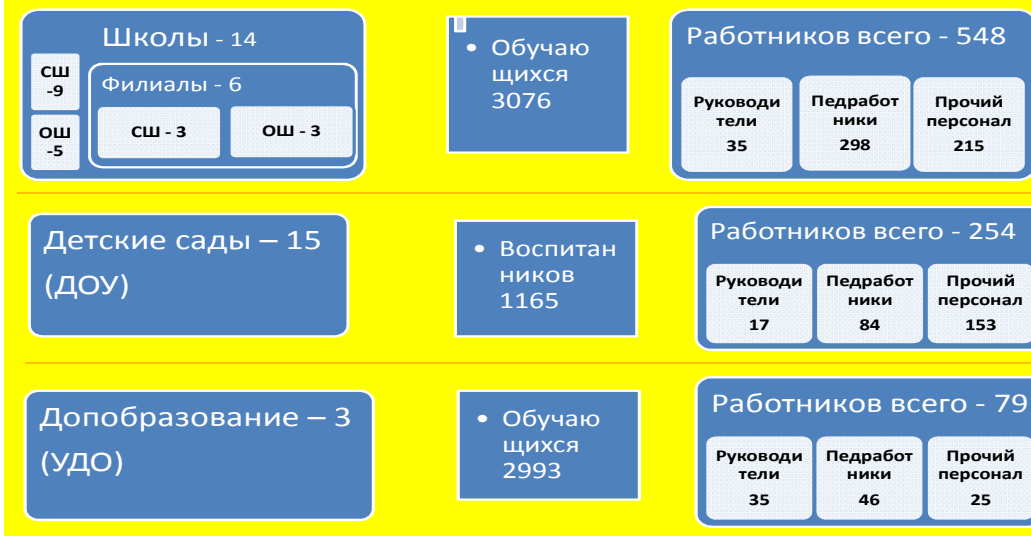 Школы - 14
СШ
-9
ОШ
-5
Филиалы - 6
СШ - 3
ОШ - 3
• Обучаю
щихся
3076
Работников всего - 548
Руководи
тели
35
Педработ
ники
298
Прочий
персонал
215
Детские сады – 15
(ДОУ)
• Воспитан
ников
1165
Работников всего - 254
Руководи
тели
17
Педработ
ники
84
Прочий
персонал
153
Допобразование – 3
(УДО)
• Обучаю
щихся
2993
Работников всего - 79
Руководи
тели
35
Педработ
ники
46
Прочий
персонал
25